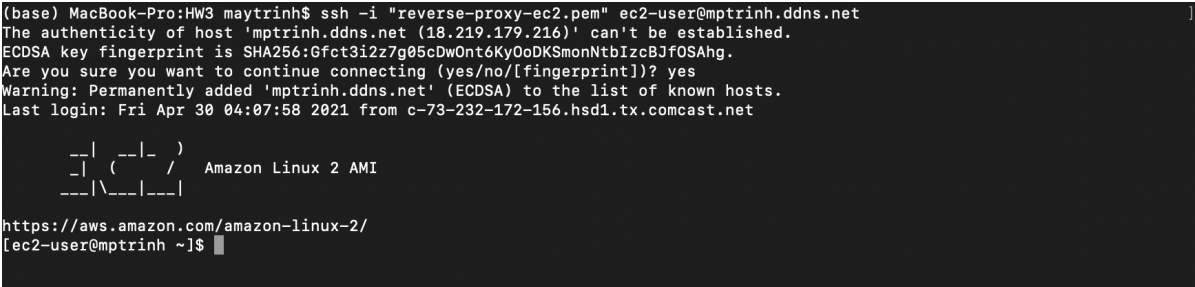 (base) MacBook-Pro:HW3 maytrinh$ ssh -i "reverse-proxy-ec2.pem" ec2-user@mptrinh.ddns.net
The authenticity of host 'mptrinh.ddns.net (18.219.179.216)' can't be established.
ECDSA key fingerprint is SHA256:Gfct3i2z7g05cDwOnt6KyOoDKSmonNtbIzcBJfOSAhg.
Are you sure you want to continue connecting (yes/no/[fingerprint])? yes
Warning: Permanently added 'mptrinh.ddns.net' (ECDSA) to the list of known hosts.
Last login: Fri Apr 30 04:07:58 2021 from c-73-232-172-156.hsd1.tx.comcast.net
       __|  __|_  )
       _|  (     /   Amazon Linux 2 AMI
      ___|\___|___|
https://aws.amazon.com/amazon-linux-2/
[ec2-user@mptrinh ~]$